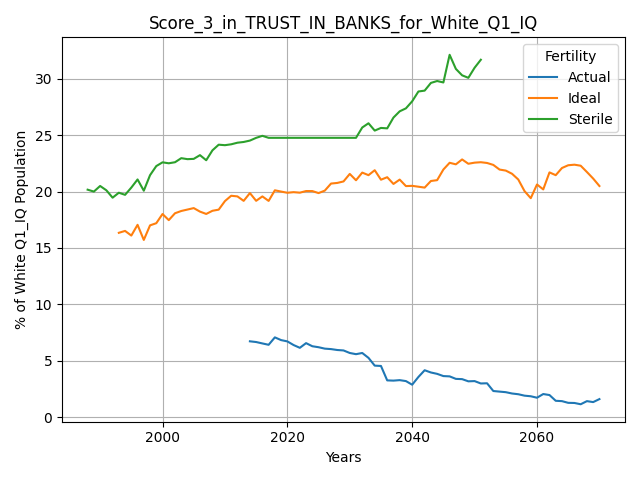 Score_3_in_TRUST_IN_BANKS_for_White_Q1_IQ
% of White Q1_IQ Population
30
25
20
15
10
5
0
Fertility
Actual
Ideal
Sterile
2000
2020
2040
2060
Years